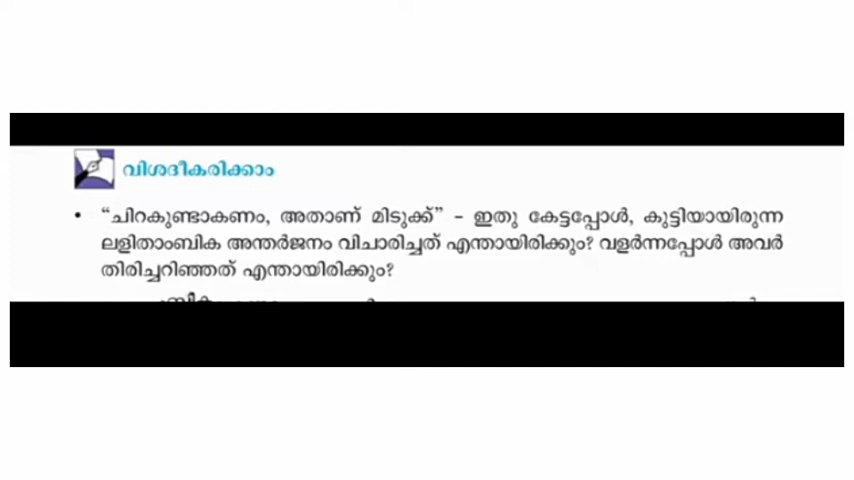 വിശദീകരിക്കാം
• “ചിറകുണ്ടാകണം, അതാണ് മിടുക്ക്” – ഇതു കേട്ടപ്പോൾ, കുട്ടിയായിരുന്ന
ലളിതാംബിക അന്തർജനം വിചാരിച്ചത് എന്തായിരിക്കും? വളർന്നപ്പോൾ അവർ
തിരിച്ചറിഞ്ഞത് എന്തായിരിക്കും?